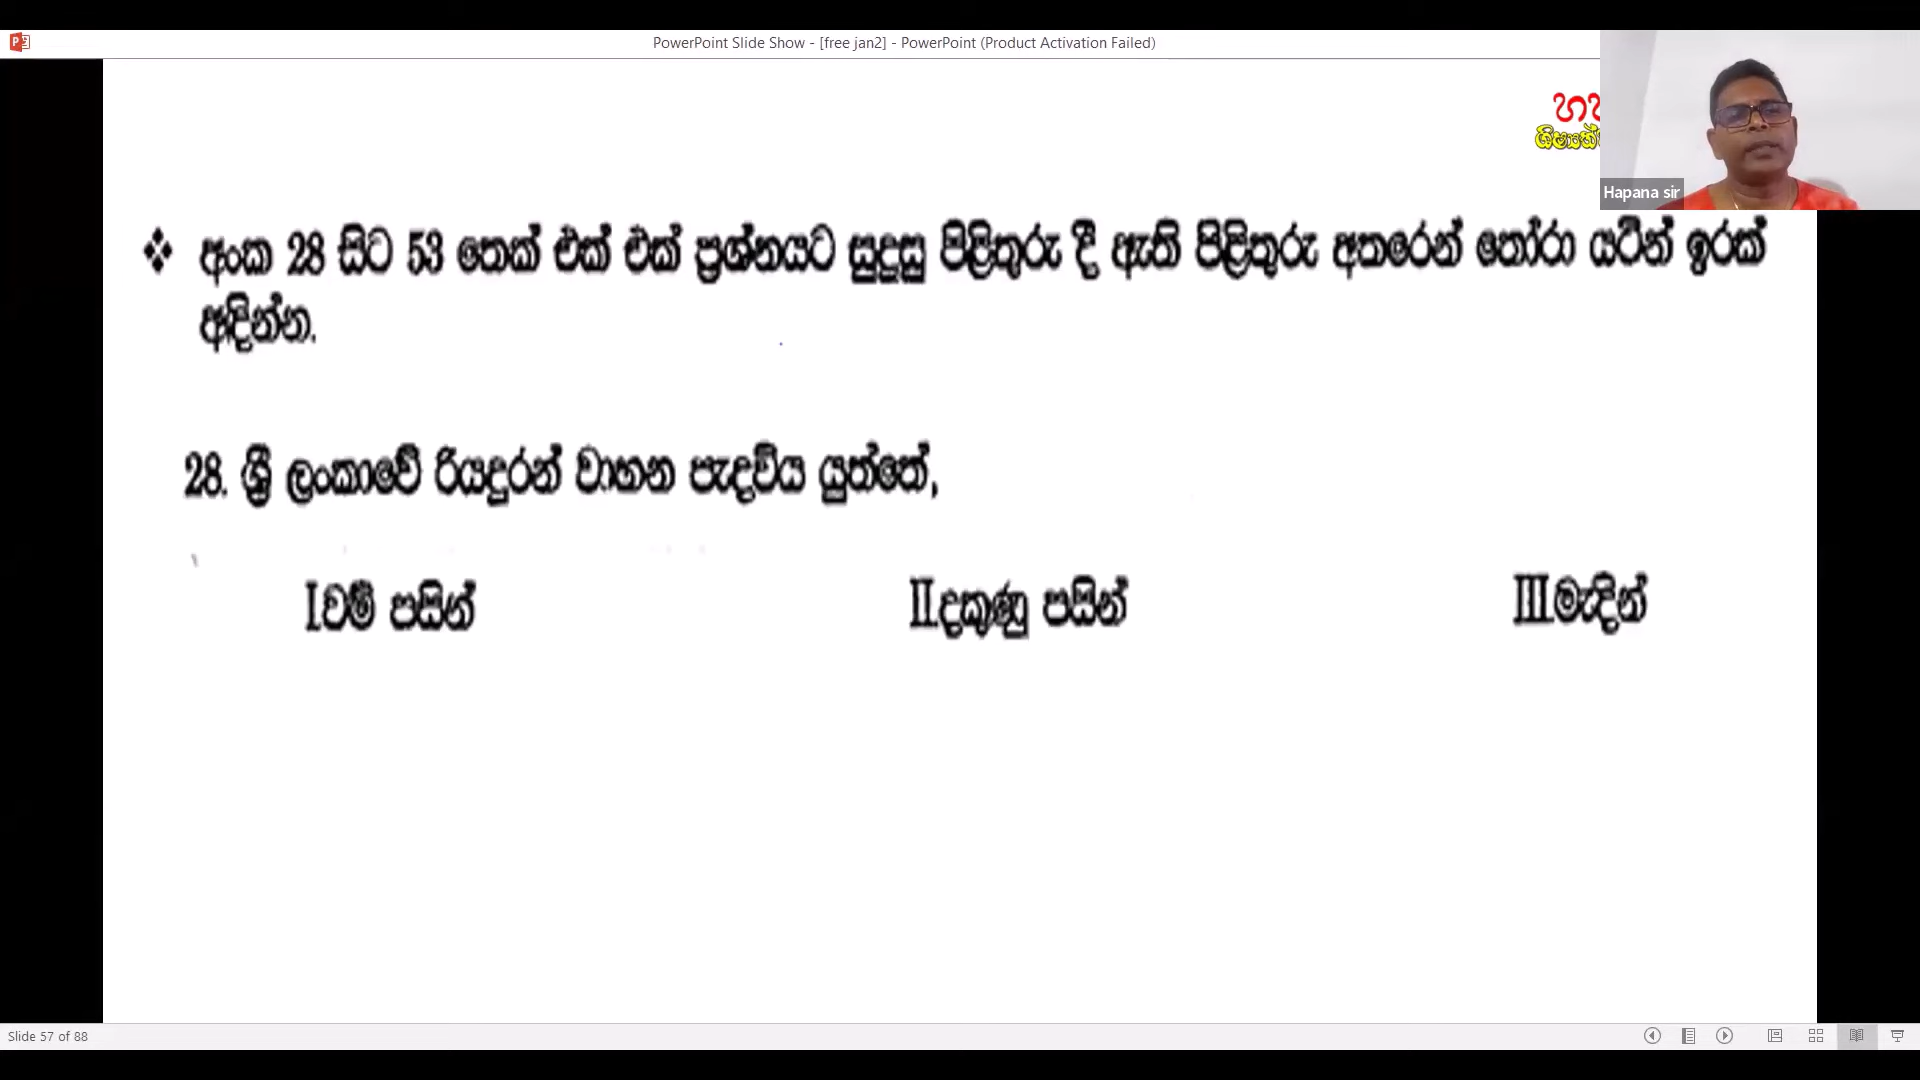 PowerPoint Slide Show - [free jan2] - PowerPoint (Product Activation Failed)
Hapana sir
❖ අංක 28 සිට 53 තෙක් එක් එක් ප්‍රශ්නයට සුදුසු පිළිතුරු දී ඇති පිළිතුරු අතරෙන් තෝරා යටින් ඉරක්
අඳින්න.
28. ශ්‍රී ලංකාවේ රියදුරන් වාහන පැදවිය යුත්තේ,
I වම් පසින් II දකුණු පසින් III මැදින්
Slide 57 of 88